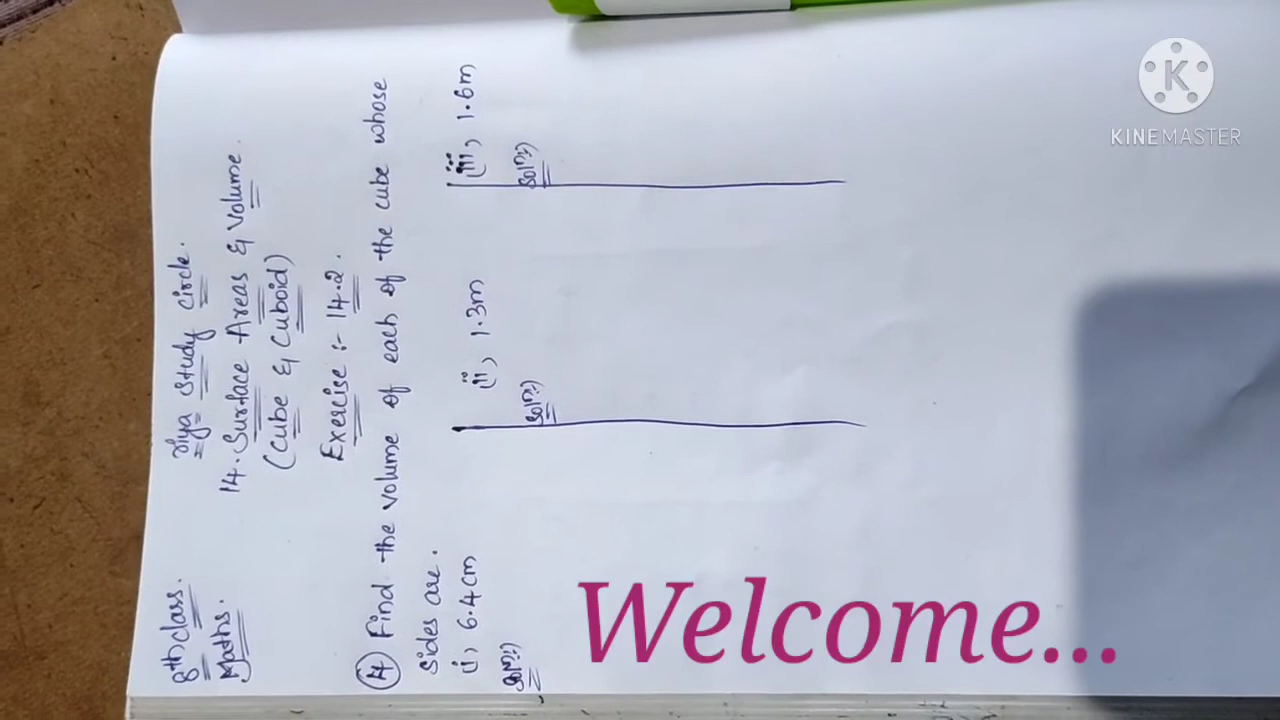 8th class.
Maths.
riya study circle.
14. Surface Areas & Volume.
(Cube & Cuboid)
Exercise :- 14.2.
4 Find the volume of each of the cube whose
sides are.
(i), 6.4cm
(ii), 1.3m
(iii), 1.6m
Soln:)
Soln:)
Soln:)
Welcome...
K
KINEMASTER